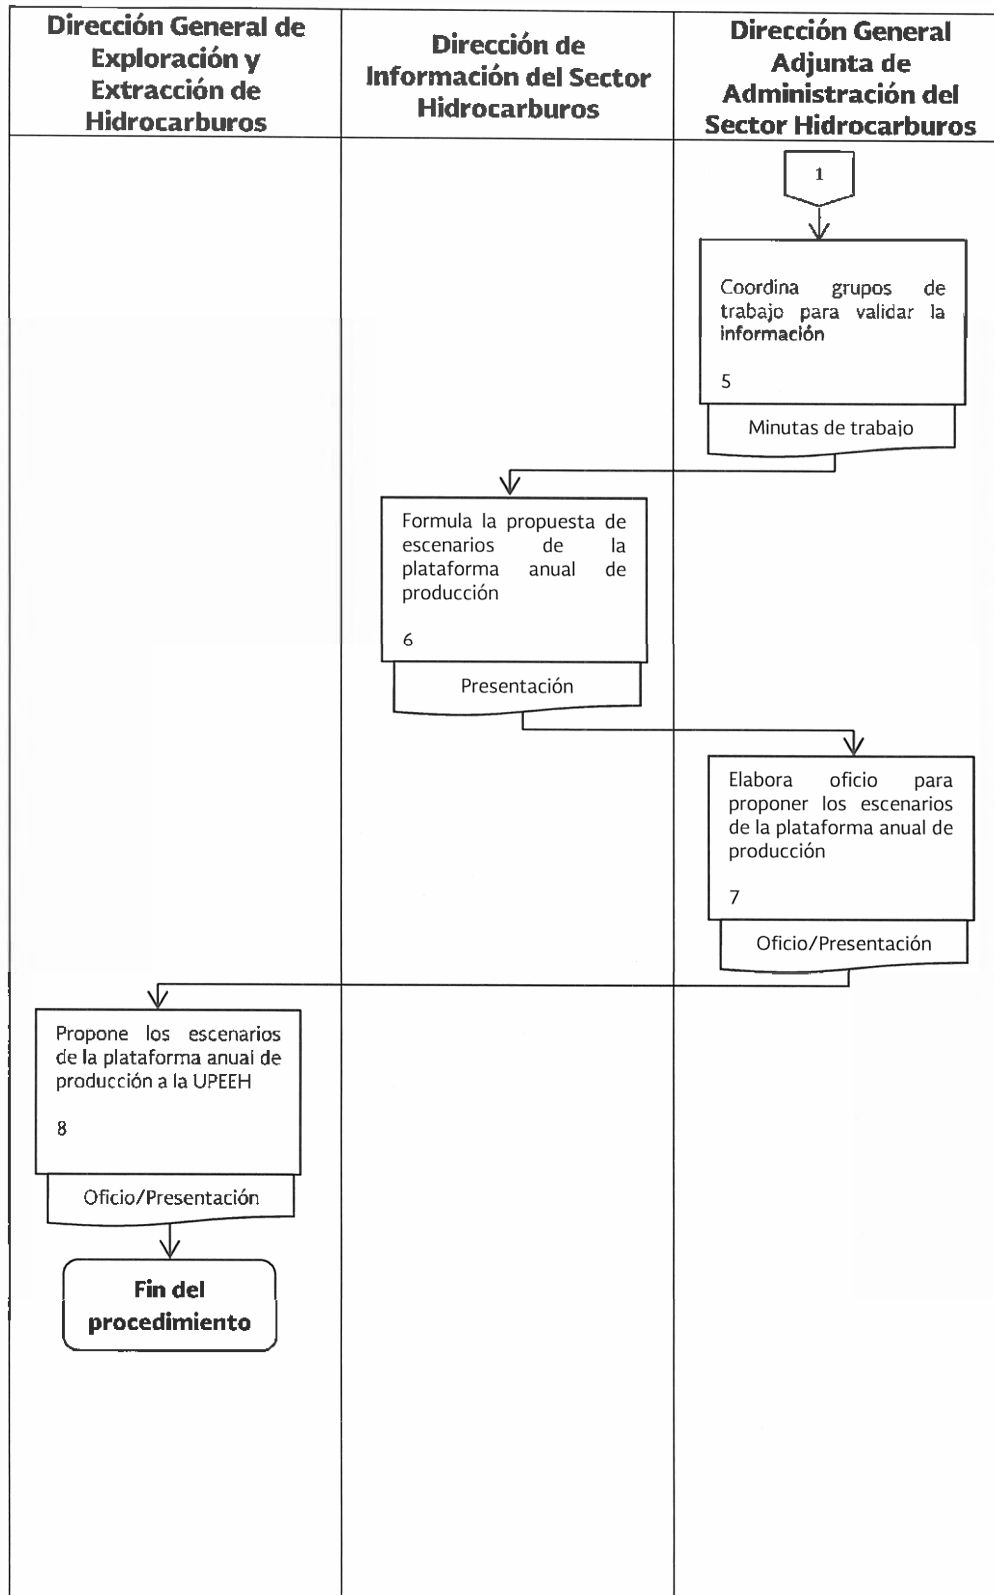 Dirección General de
Exploración y
Extracción de
Hidrocarburos
Dirección de
Información del Sector
Hidrocarburos
Dirección General
Adjunta de
Administración del
Sector Hidrocarburos
1
Coordina grupos de
trabajo para validar la
información
5
Minutas de trabajo
Formula la propuesta de
escenarios de la
plataforma anual de
producción
6
Presentación
Elabora oficio para
proponer los escenarios
de la plataforma anual de
producción
7
Oficio/Presentación
Propone los escenarios
de la plataforma anual de
producción a la UPEEH
8
Oficio/Presentación
Fin del
procedimiento